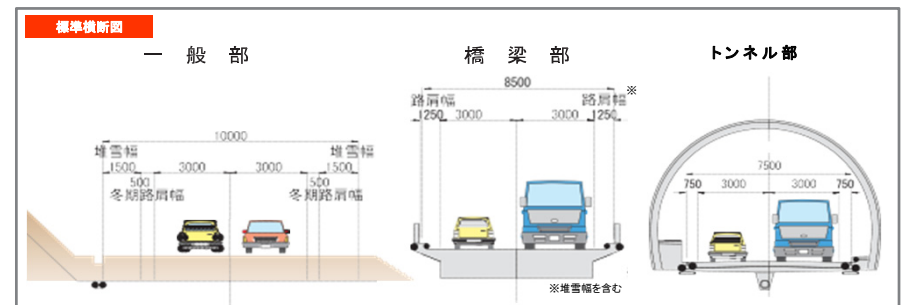 標準横断図
一般部
10000
堆雪幅 堆雪幅
1500 3000 3000 1500
500 500
冬期路肩幅 冬期路肩幅
橋梁部
8500
※
路肩幅 路肩幅
1250 3000 3000 1250
※堆雪幅を含む
トンネル部
7500
750 3000 3000 750